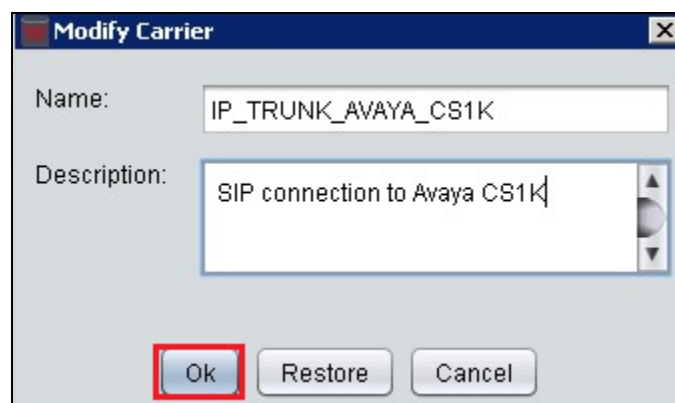 Modify Carrier
Name: IP_TRUNK_AVAYA_CS1K
Description: SIP connection to Avaya CS1K
Ok Restore Cancel